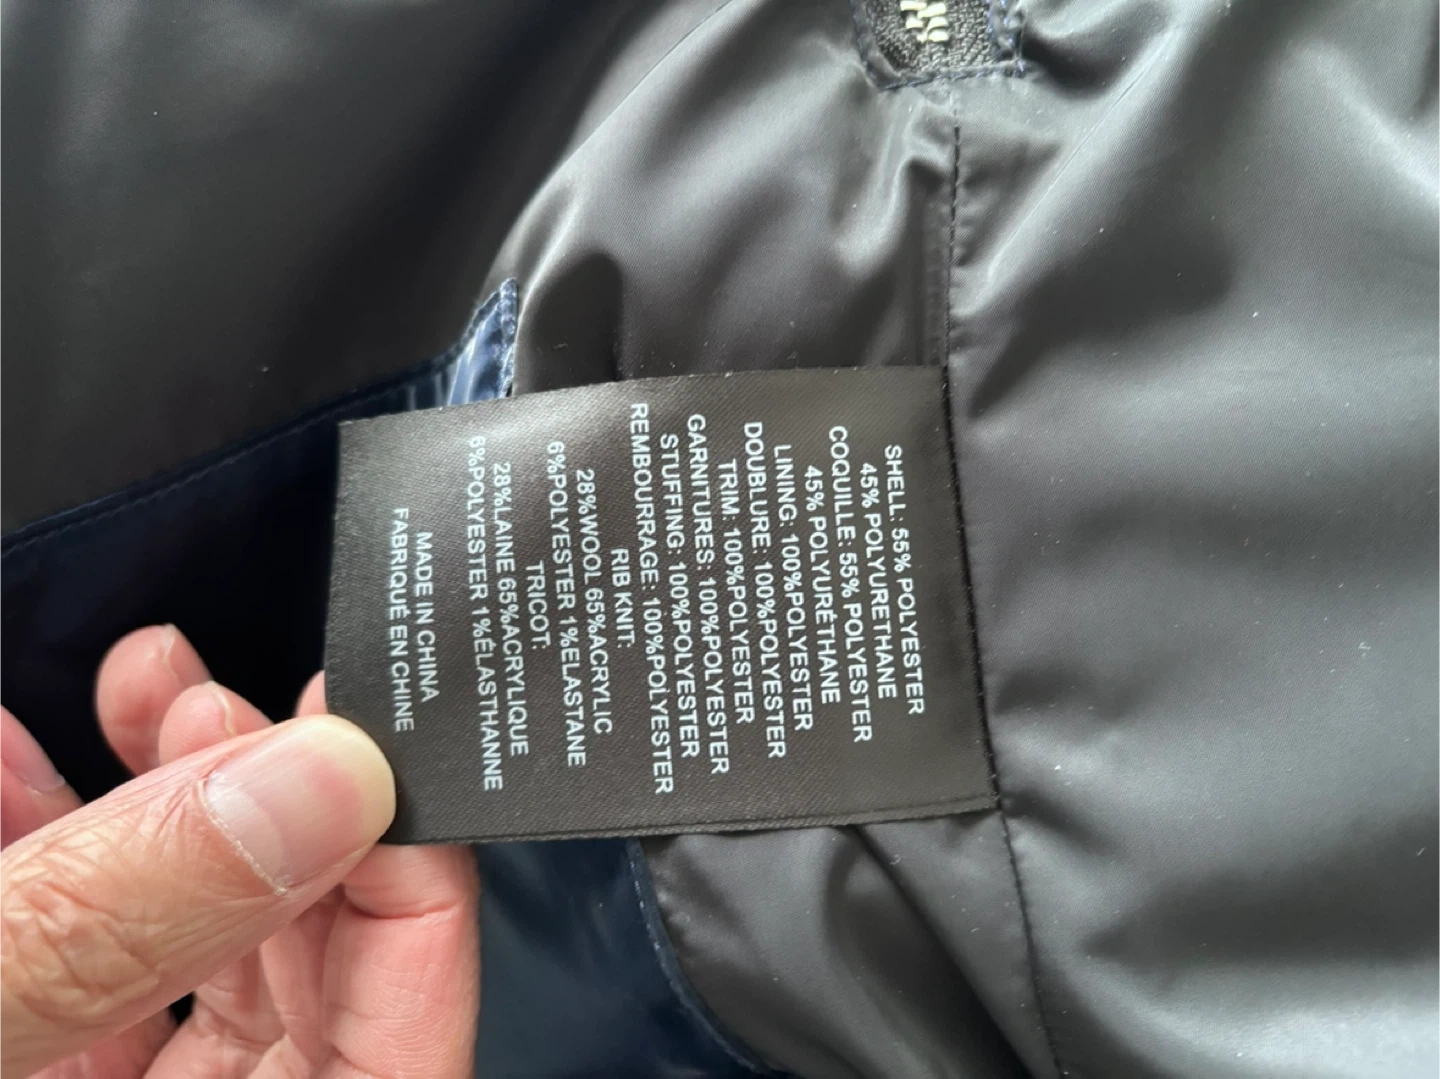 SHELL: 55% POLYESTER
45% POLYURETHANE
COQUILLE: 55% POLYESTER
45% POLYURÉTHANE
LINING: 100%POLYESTER
DOUBLURE: 100%POLYESTER
TRIM: 100%POLYESTER
GARNITURES: 100%POLYESTER
STUFFING: 100%POLYESTER
REMBOURRAGE: 100%POLYESTER
RIB KNIT:
28%WOOL 65%ACRYLIC
6%POLYESTER 1%ELASTANE
TRICOT:
28%LAINE 65%ACRYLIQUE
6%POLYESTER 1%ÉLASTHANNE
MADE IN CHINA
FABRIQUÉ EN CHINE